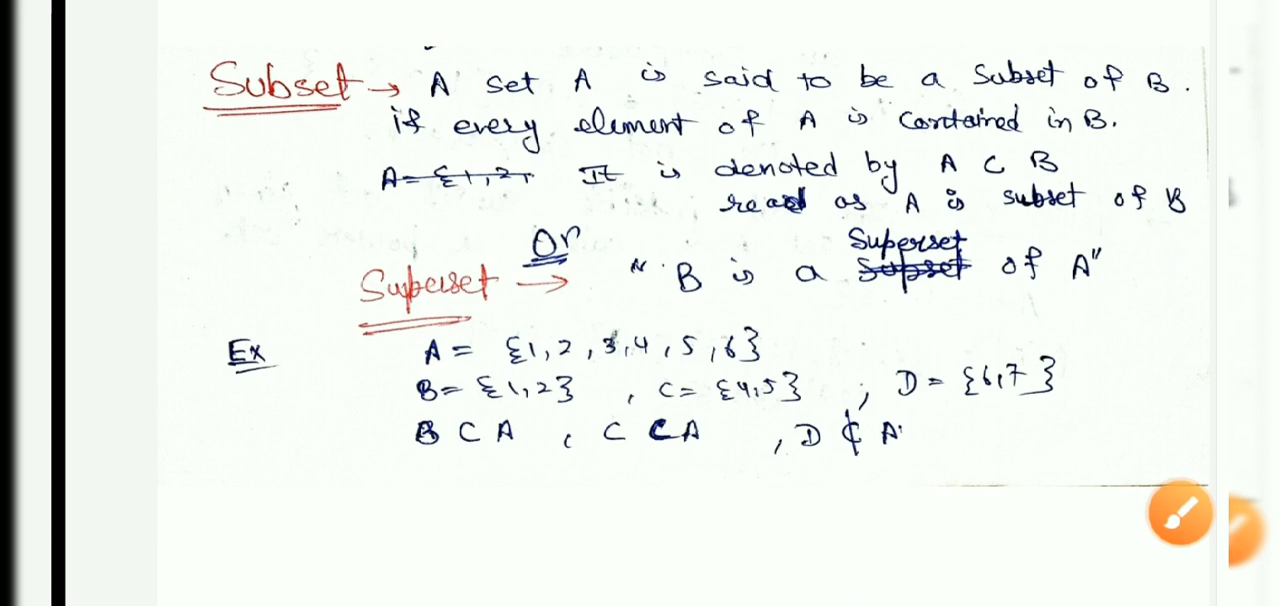 Subset → A set A is said to be a subset of B.
if every element of A is contained in B.
A={1,2, It is denoted by A ⊂ B
read as A is subset of B
Or
Superset → " B is a Supset Superset of A"
Ex A = {1,2,3,4,5,6}
B= {1,2} , C= {4,5} ; D = {6,7}
B ⊂ A , C ⊂ A , D ⊄ A.